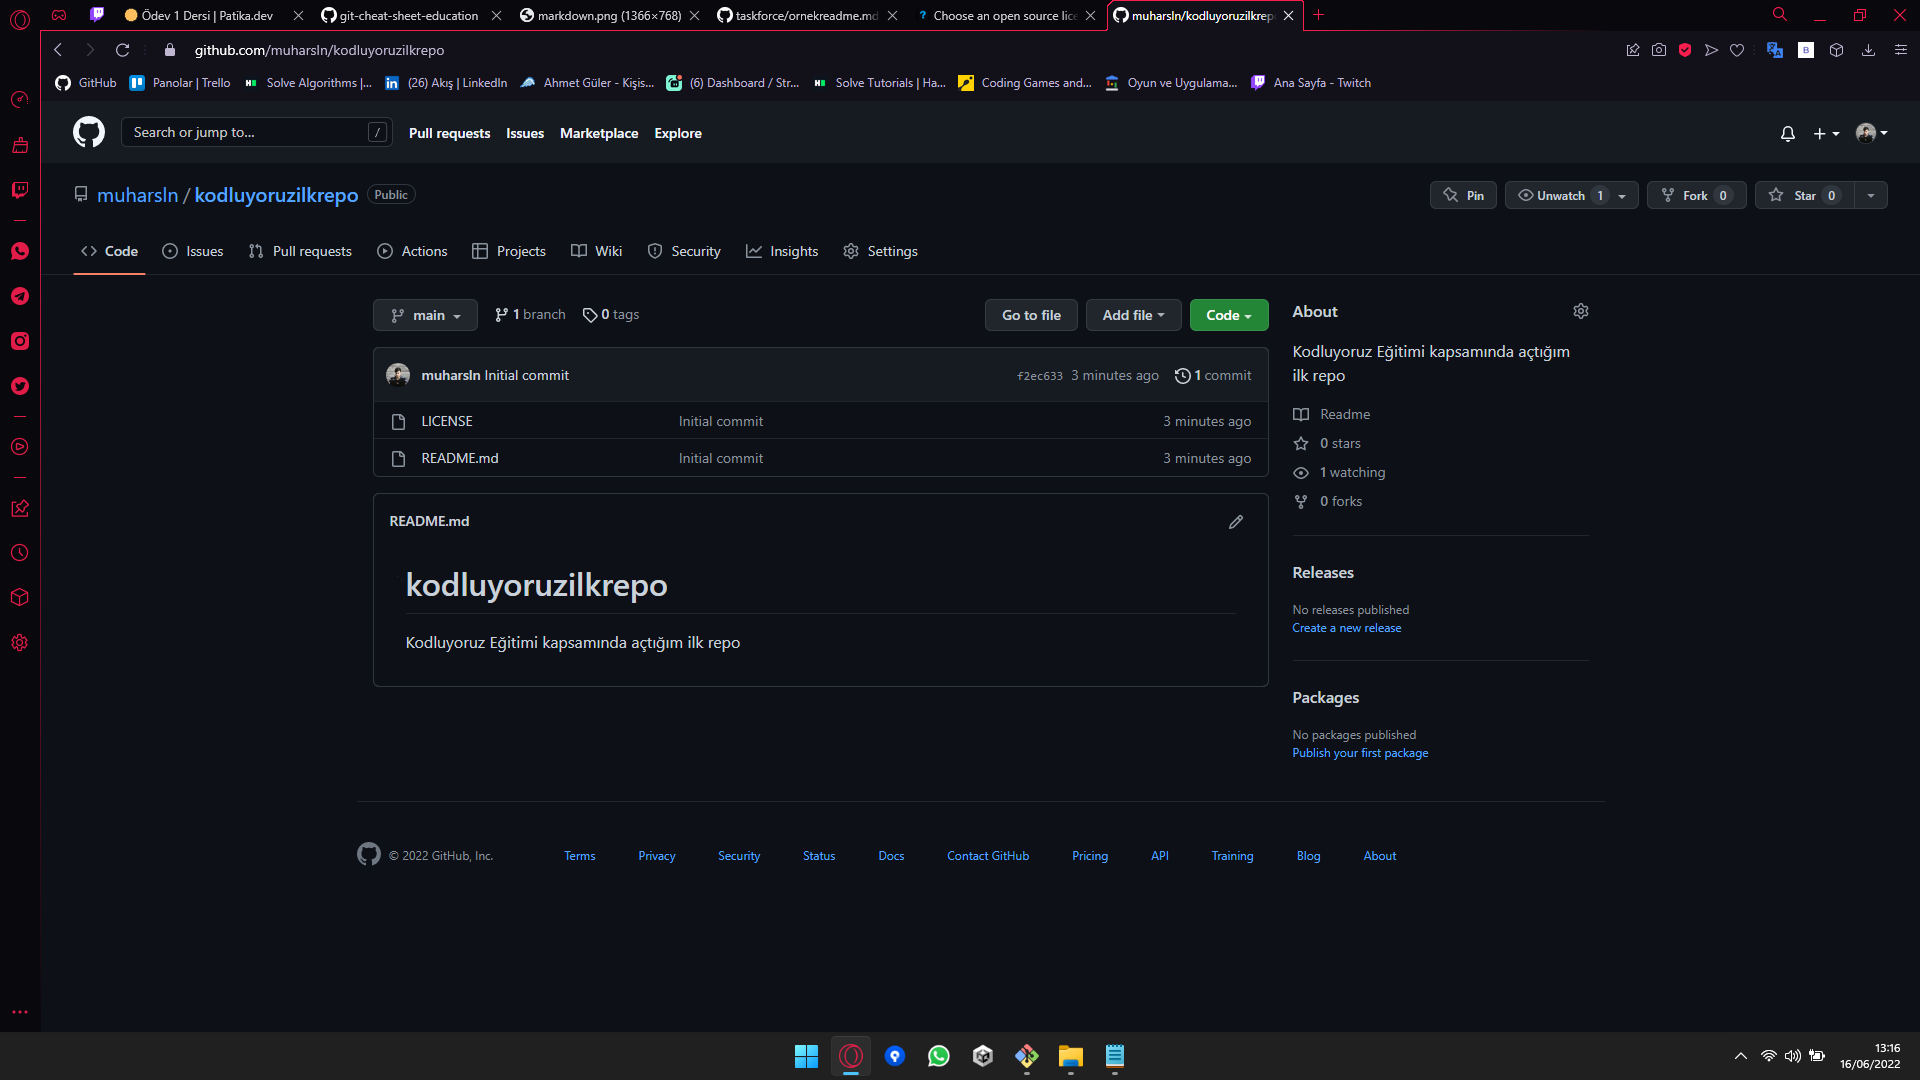 Ödev 1 Dersi | Patika.dev
git-cheat-sheet-education
markdown.png (1366×768)
taskforce/ornekreadme.md
? Choose an open source lic
muharsln/kodluyoruzilkrep
github.com/muharsln/kodluyoruzilkrepo
GitHub
Panolar | Trello
Solve Algorithms |...
(26) Akış | LinkedIn
Ahmet Güler - Kişis...
(6) Dashboard / Str...
Solve Tutorials | Ha...
Coding Games and...
Oyun ve Uygulama...
Ana Sayfa - Twitch
Search or jump to... /
Pull requests
Issues
Marketplace
Explore
muharsln / kodluyoruzilkrepo Public
Pin
Unwatch 1
Fork 0
Star 0
Code
Issues
Pull requests
Actions
Projects
Wiki
Security
Insights
Settings
main
1 branch
0 tags
Go to file
Add file
Code
muharsln Initial commit
f2ec633 3 minutes ago
1 commit
LICENSE Initial commit 3 minutes ago
README.md Initial commit 3 minutes ago
README.md
kodluyoruzilkrepo
Kodluyoruz Eğitimi kapsamında açtığım ilk repo
About
Kodluyoruz Eğitimi kapsamında açtığım
ilk repo
Readme
0 stars
1 watching
0 forks
Releases
No releases published
Create a new release
Packages
No packages published
Publish your first package
© 2022 GitHub, Inc.
Terms
Privacy
Security
Status
Docs
Contact GitHub
Pricing
API
Training
Blog
About
13:16
16/06/2022